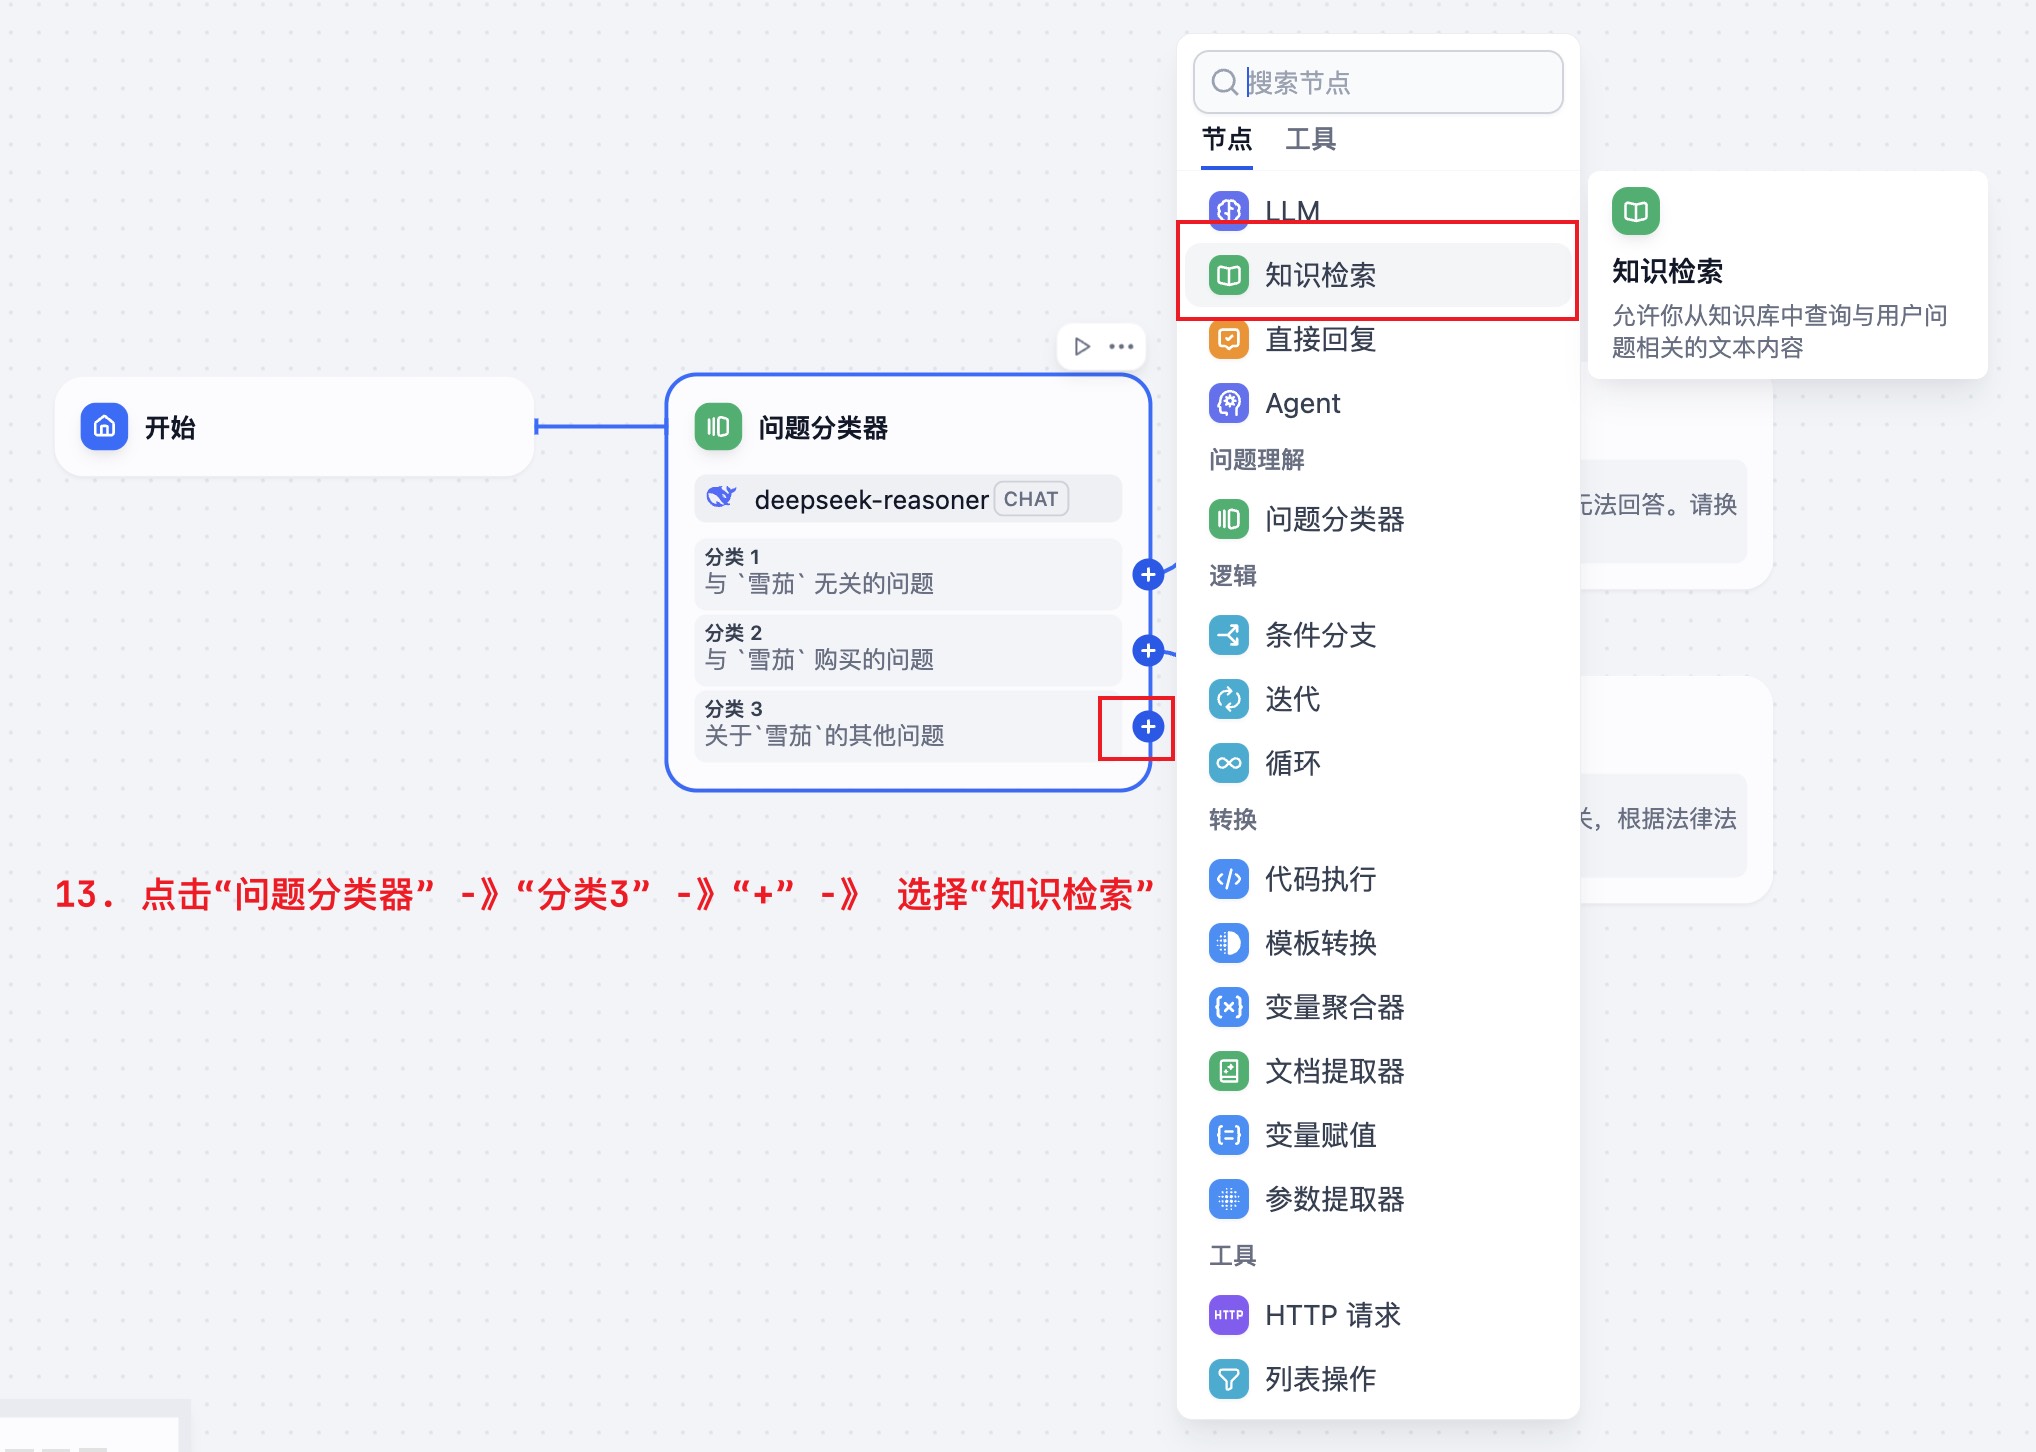 搜索节点
节点 工具
LLM
知识检索
直接回复
Agent
问题理解
问题分类器
逻辑
条件分支
迭代
循环
转换
代码执行
模板转换
变量聚合器
文档提取器
变量赋值
参数提取器
工具
HTTP 请求
列表操作
知识检索
允许你从知识库中查询与用户问
题相关的文本内容
开始
问题分类器
deepseek-reasoner CHAT
分类 1
与 `雪茄` 无关的问题
分类 2
与 `雪茄` 购买的问题
分类 3
关于`雪茄`的其他问题
法回答。请换
，根据法律法
13. 点击“问题分类器” -》“分类3” -》“+” -》 选择“知识检索”